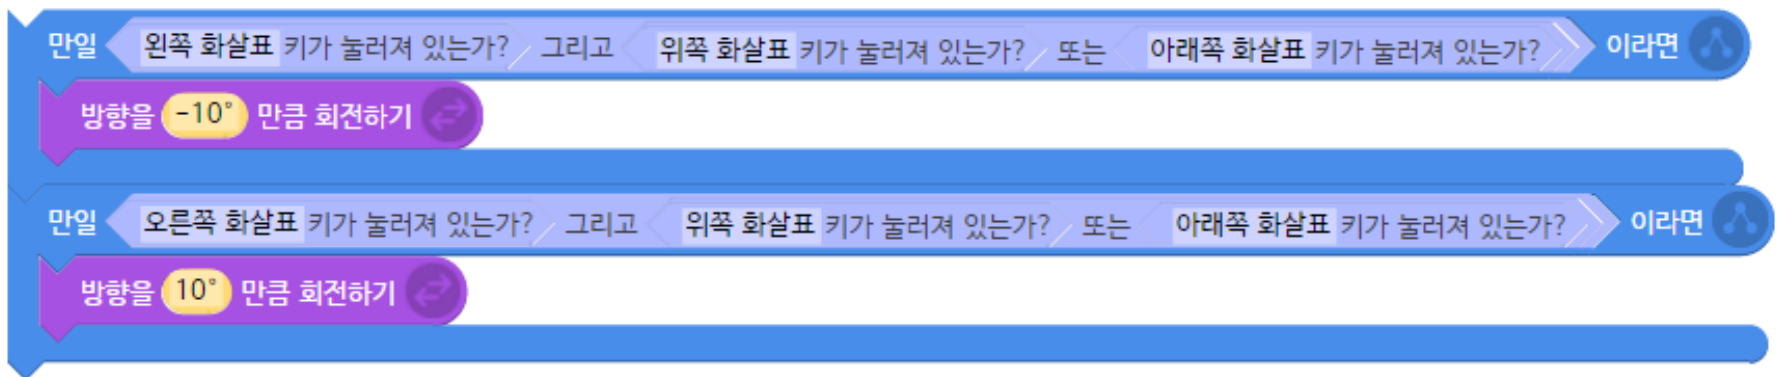 만일 왼쪽 화살표 키가 눌러져 있는가? 그리고 위쪽 화살표 키가 눌러져 있는가? 또는 아래쪽 화살표 키가 눌러져 있는가? 이라면
방향을 -10° 만큼 회전하기
만일 오른쪽 화살표 키가 눌러져 있는가? 그리고 위쪽 화살표 키가 눌러져 있는가? 또는 아래쪽 화살표 키가 눌러져 있는가? 이라면
방향을 10° 만큼 회전하기